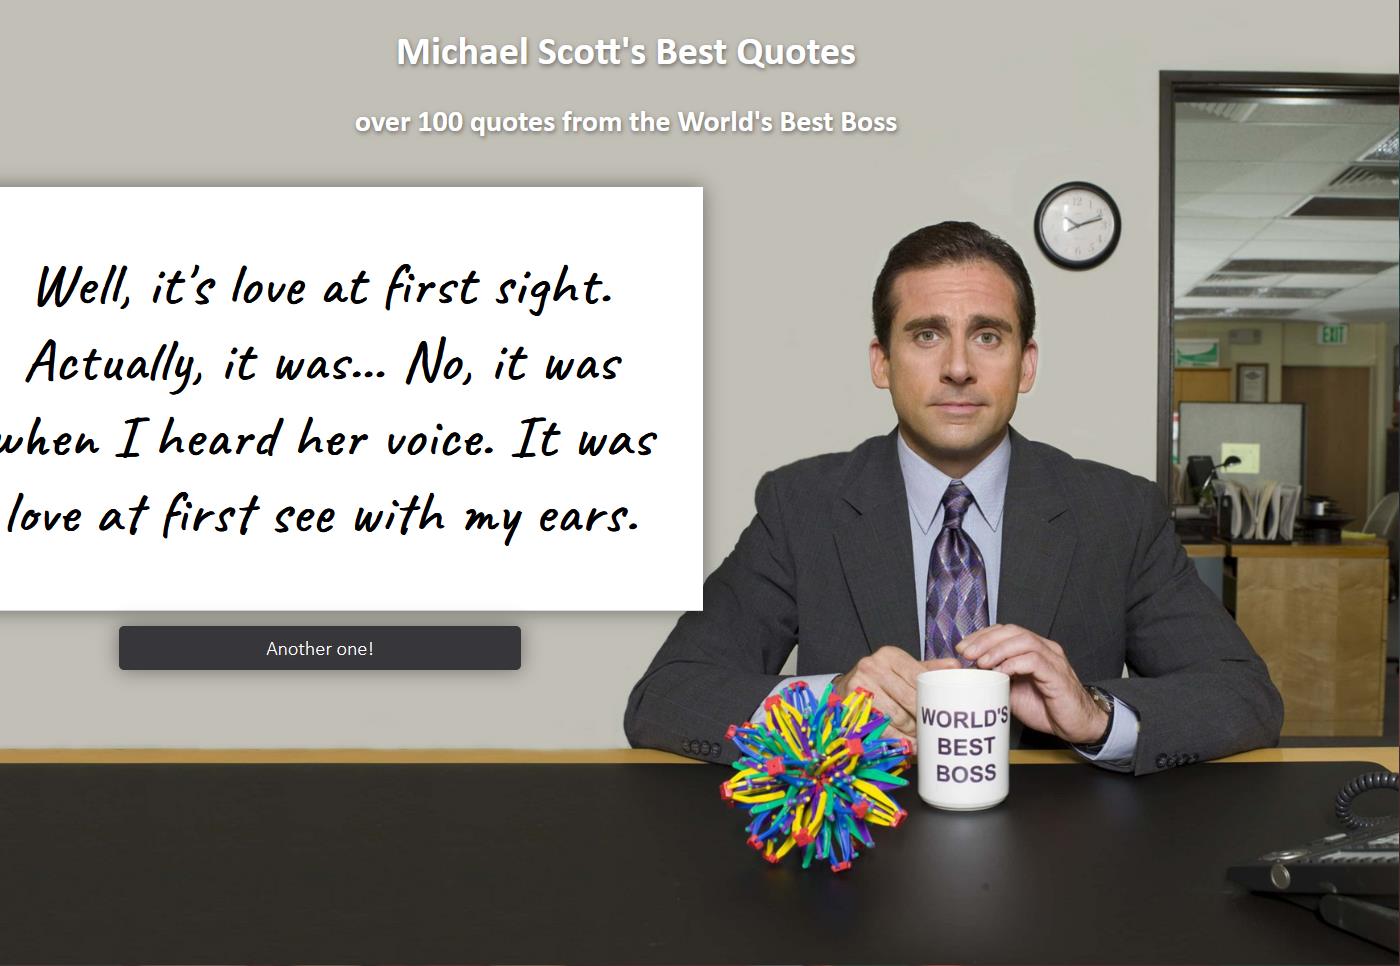 Michael Scott's Best Quotes
over 100 quotes from the World's Best Boss
Well, it's love at first sight.
Actually, it was... No, it was
when I heard her voice. It was
love at first see with my ears.
Another one!
EXIT
WORLD'S
BEST
BOSS